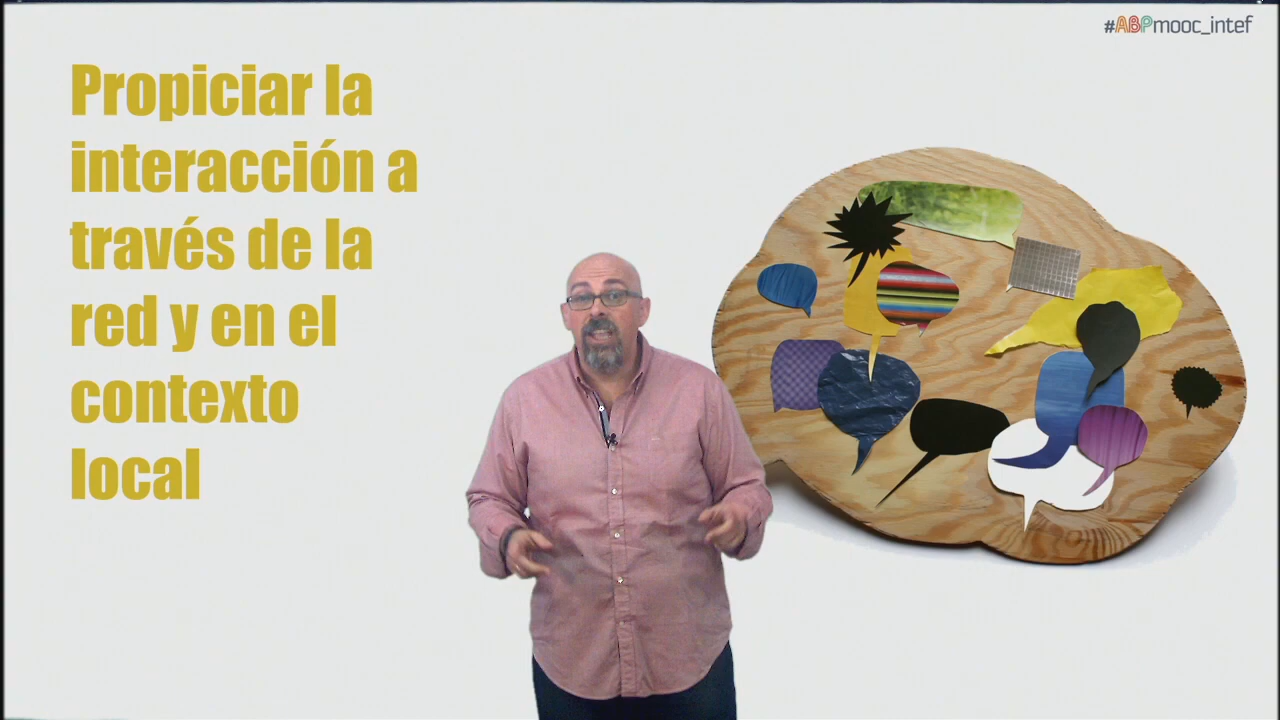 #ABPmooc_intef
Propiciar la
interacción a
través de la
red y en el
contexto
local